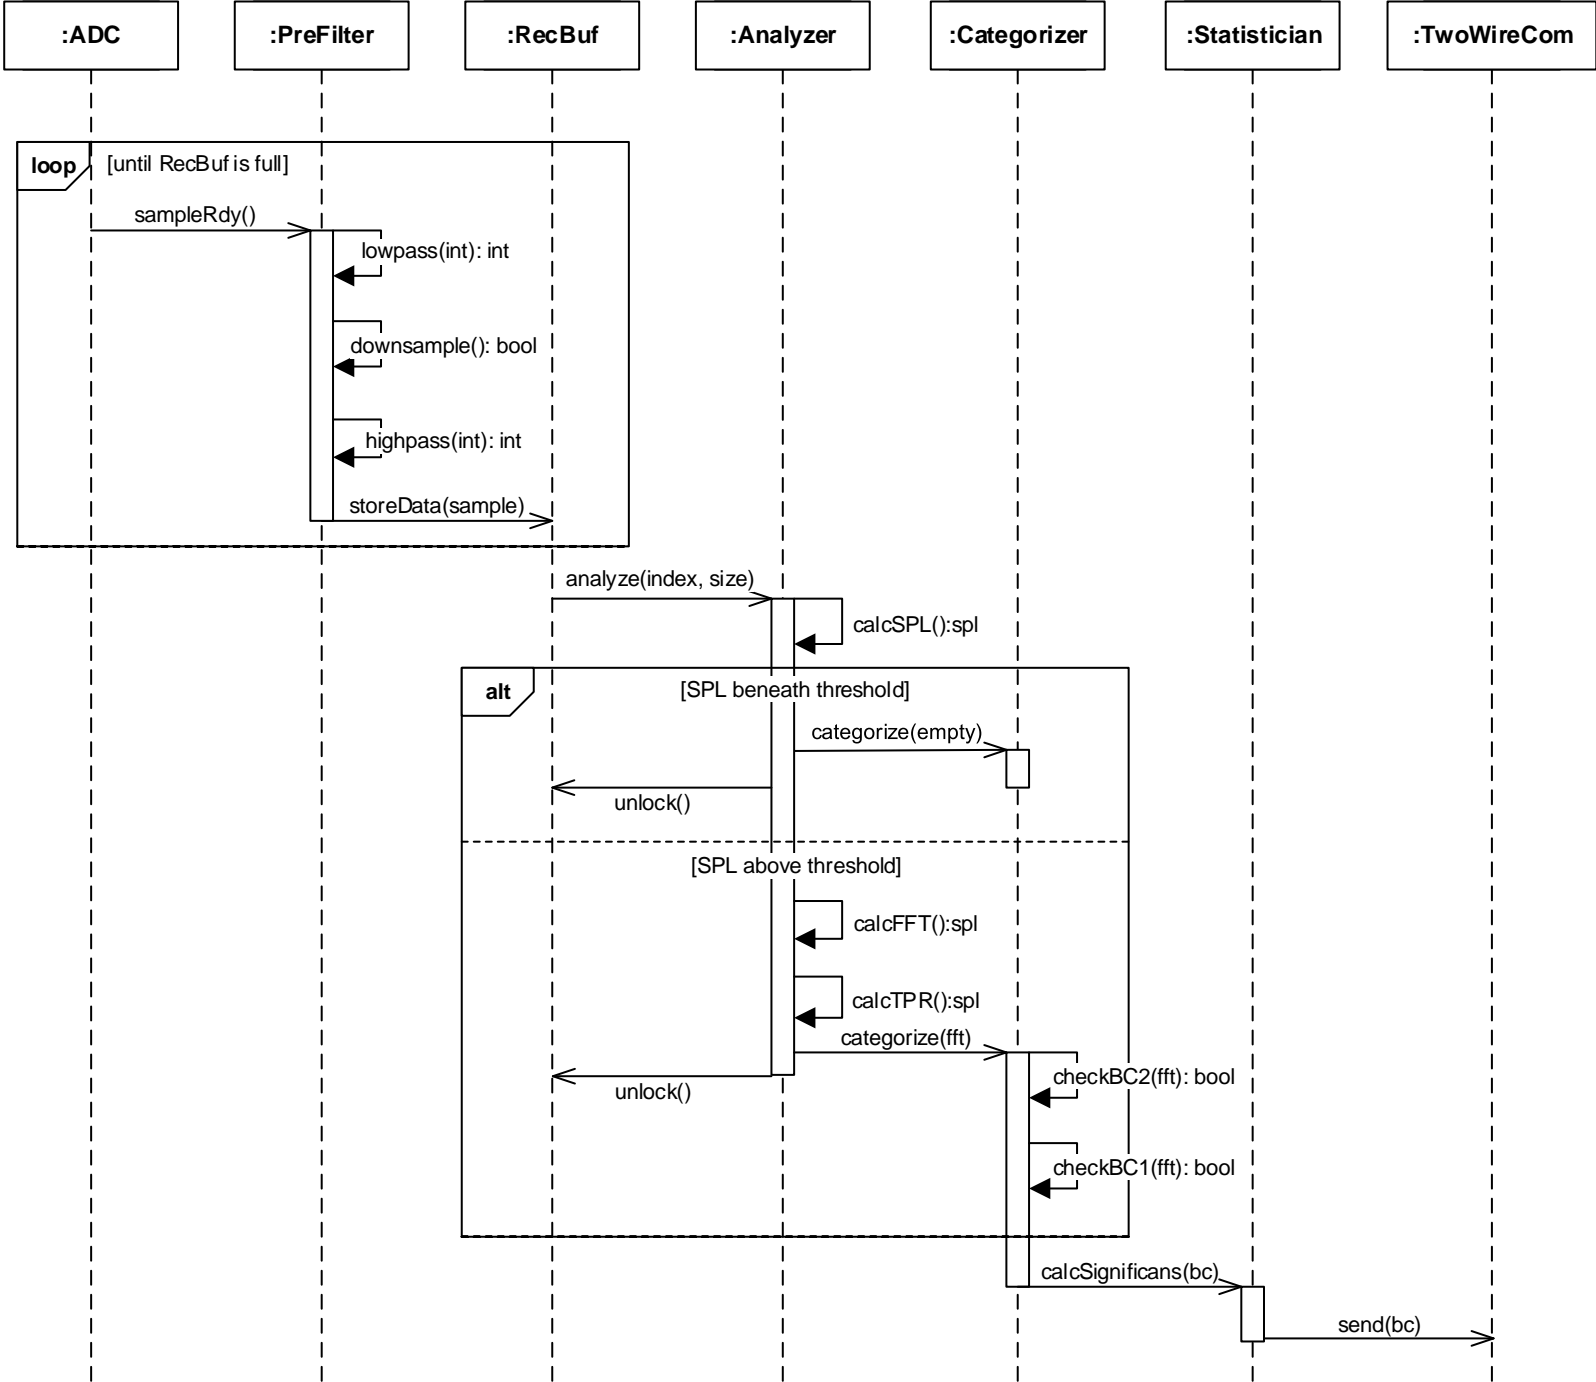 :ADC
:PreFilter
:RecBuf
:Analyzer
:Categorizer
:Statistician
:TwoWireCom
loop
[until RecBuf is full]
sampleRdy()
lowpass(int): int
downsample(): bool
highpass(int): int
storeData(sample)
analyze(index, size)
calcSPL():spl
alt
[SPL beneath threshold]
categorize(empty)
unlock()
[SPL above threshold]
calcFFT():spl
calcTPR():spl
categorize(fft)
checkBC2(fft): bool
unlock()
checkBC1(fft): bool
calcSignificans(bc)
send(bc)